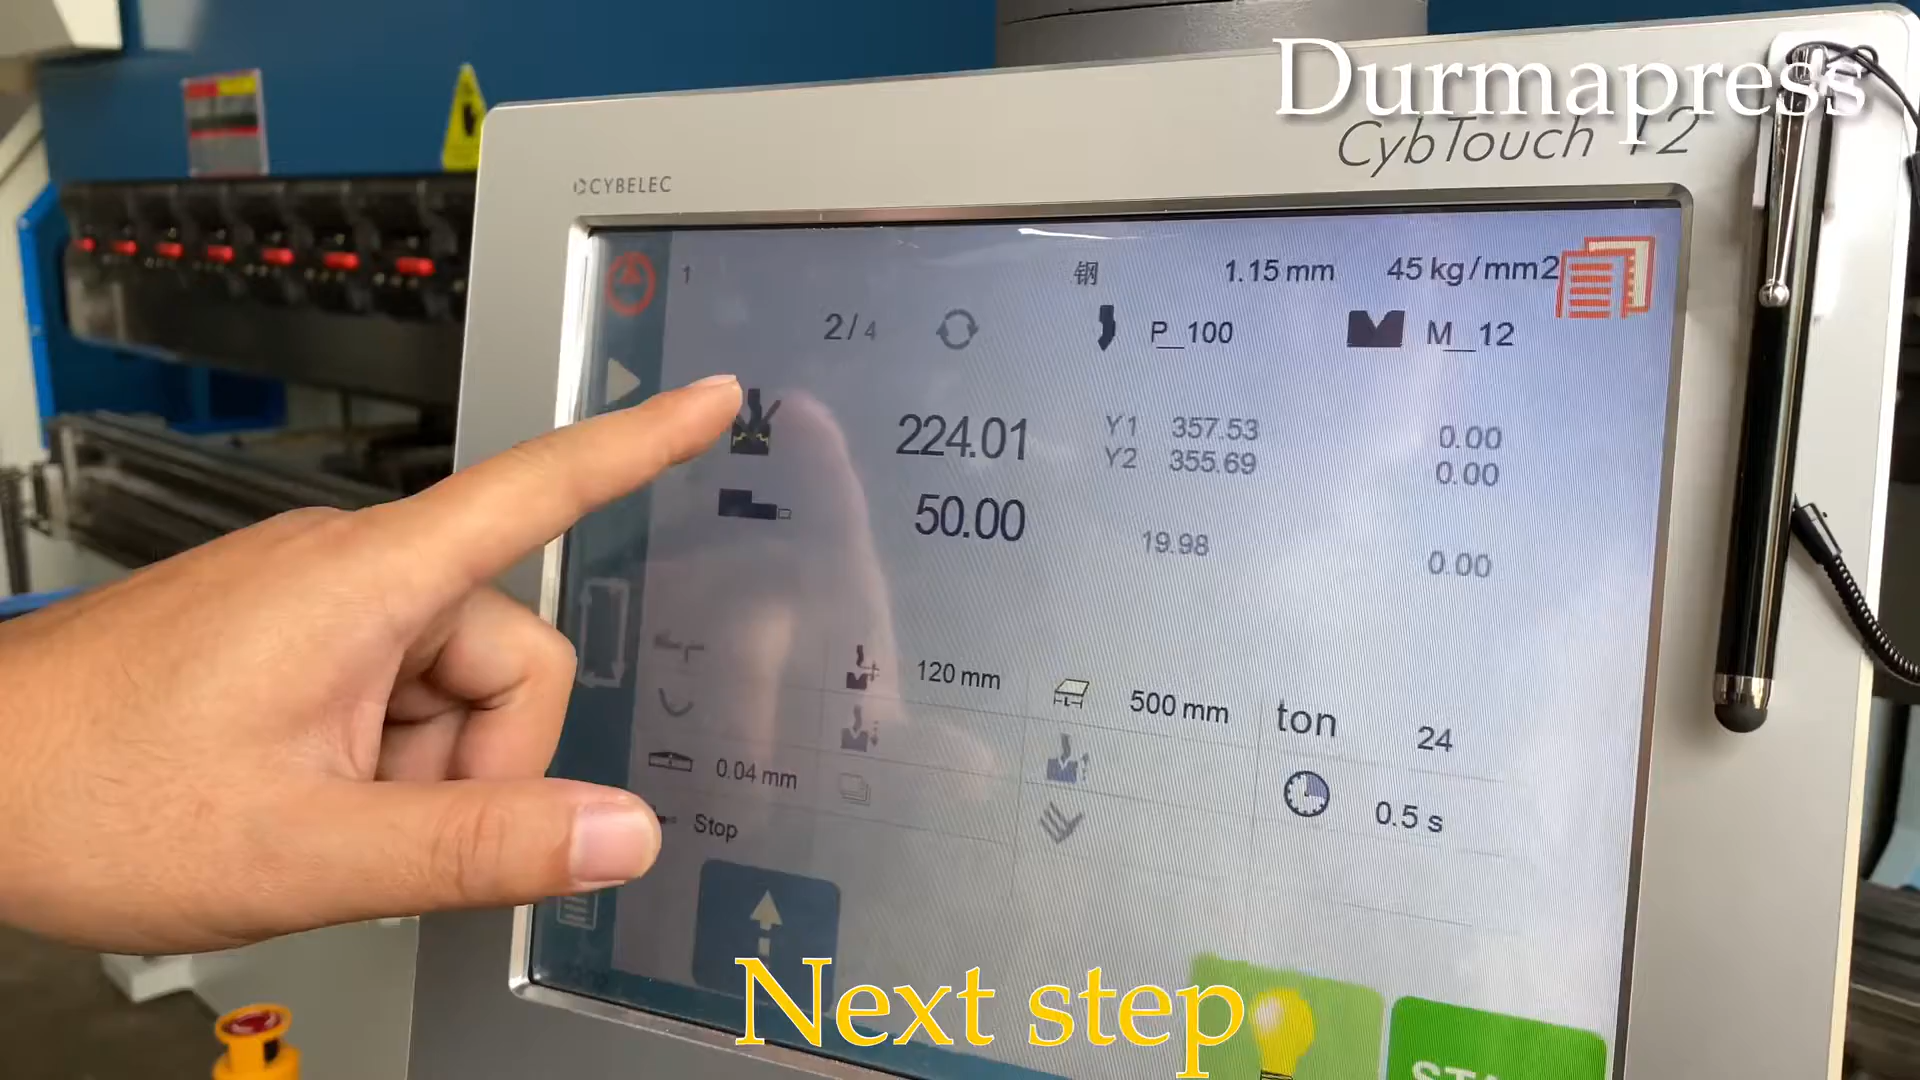 Durmapress
CybTouch 12
CYBELEC
1 钢 1.15 mm 45 kg/mm2
2/4 P_100 M_12
224.01 Y1 357.53 0.00
Y2 355.69 0.00
50.00 19.98 0.00
120 mm 500 mm ton 24
0.04 mm 0.5 s
Stop
Next step